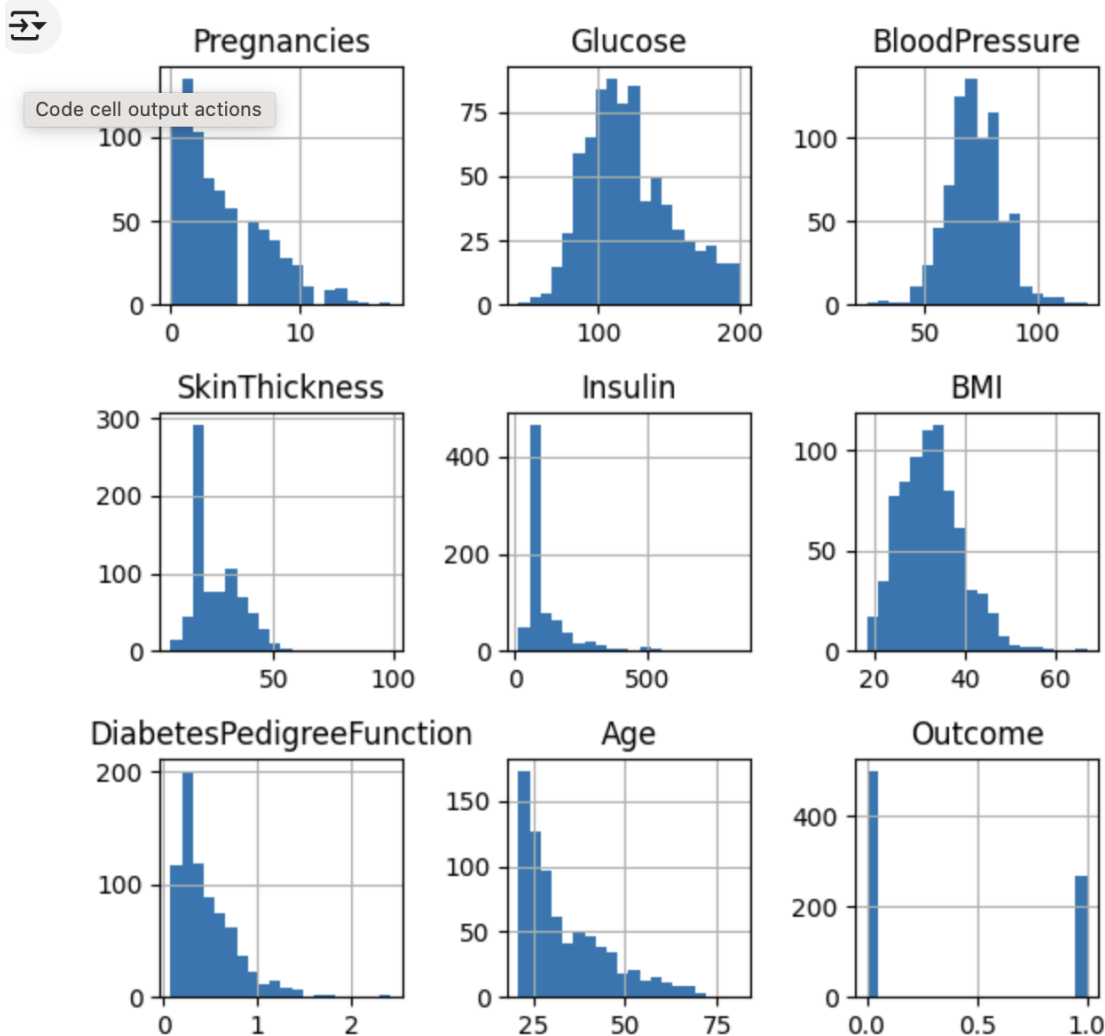 Pregnancies
Glucose
BloodPressure
Code cell output actions
100
50
0
0 10
75
50
25
0
100 200
100
50
0
50 100
SkinThickness
Insulin
BMI
300
200
100
0
50 100
400
200
0
0 500
100
50
0
20 40 60
DiabetesPedigreeFunction
Age
Outcome
200
100
0
0 1 2
150
100
50
0
25 50 75
400
200
0
0.0 0.5 1.0